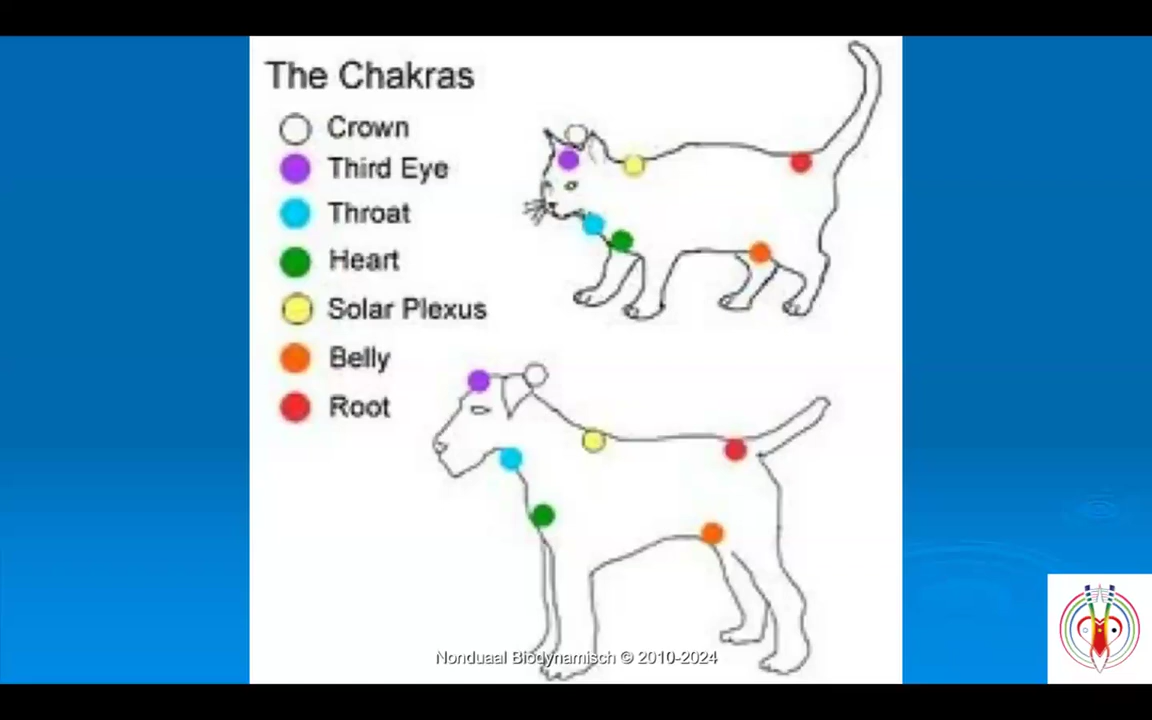 The Chakras
Crown
Third Eye
Throat
Heart
Solar Plexus
Belly
Root
Nonduaal Biodynamisch © 2010-2024